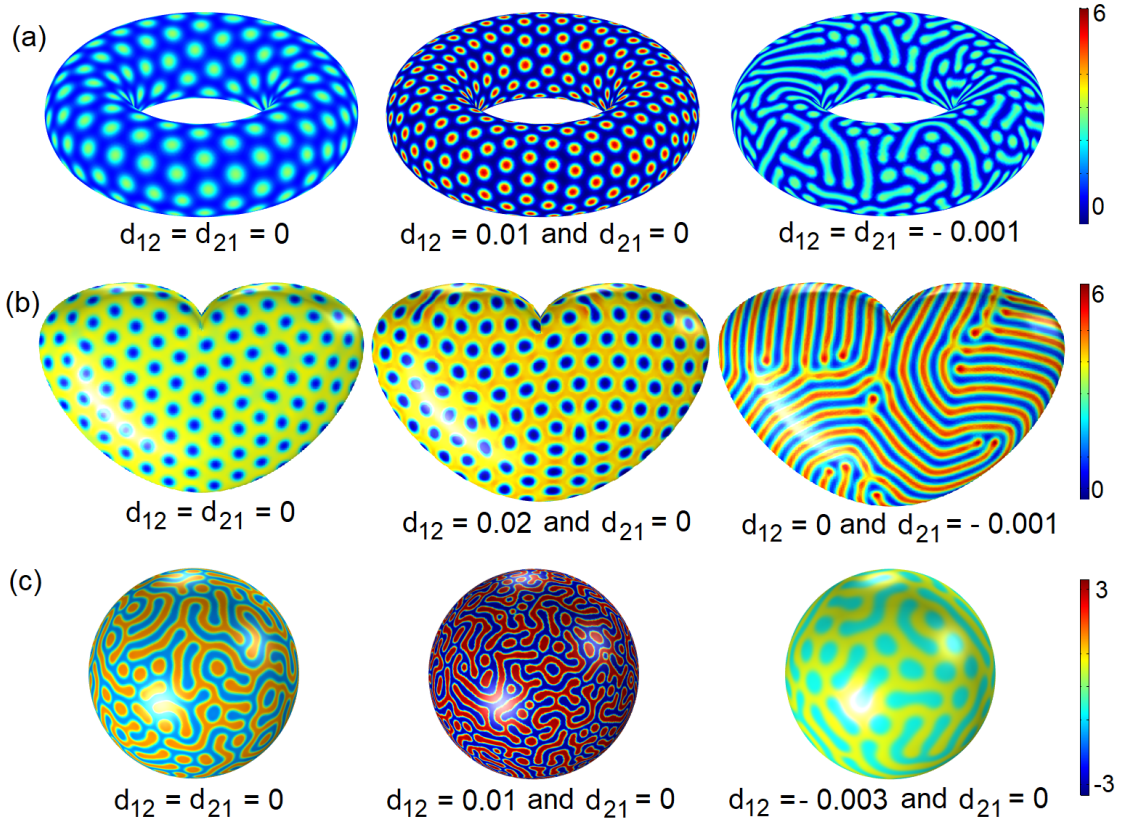 (a)
6
0
d12 = d21 = 0
d12 = 0.01 and d21 = 0
d12 = d21 = - 0.001
(b)
6
0
d12 = d21 = 0
d12 = 0.02 and d21 = 0
d12 = 0 and d21 = - 0.001
(c)
3
-3
d12 = d21 = 0
d12 = 0.01 and d21 = 0
d12 = - 0.003 and d21 = 0